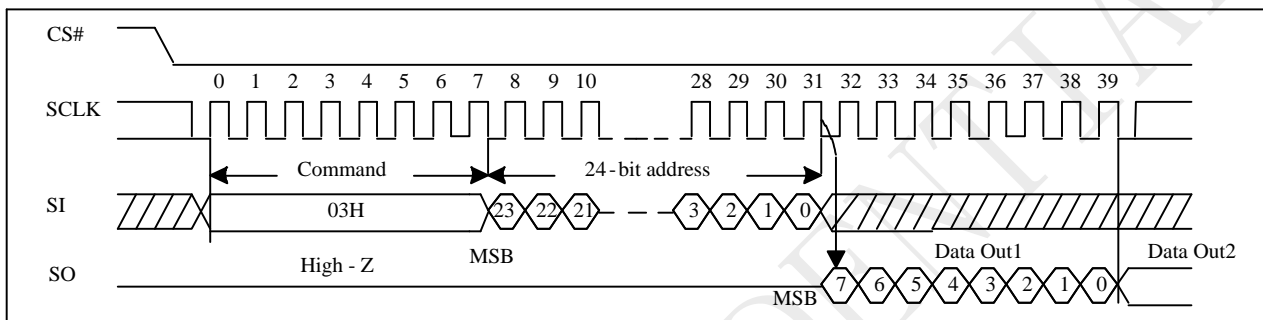 CS#
0 1 2 3 4 5 6 7 8 9 10 28 29 30 31 32 33 34 35 36 37 38 39
SCLK
Command 24-bit address
SI 03H 23 22 21 3 2 1 0
High - Z MSB Data Out1 Data Out2
SO MSB 7 6 5 4 3 2 1 0